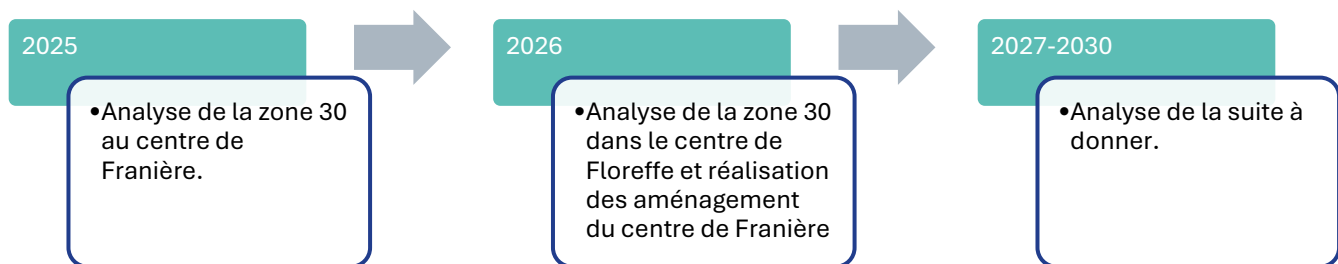 2025
•Analyse de la zone 30
au centre de
Franière.
2026
•Analyse de la zone 30
dans le centre de
Floreffe et réalisation
des aménagement
du centre de Franière
2027-2030
•Analyse de la suite à
donner.